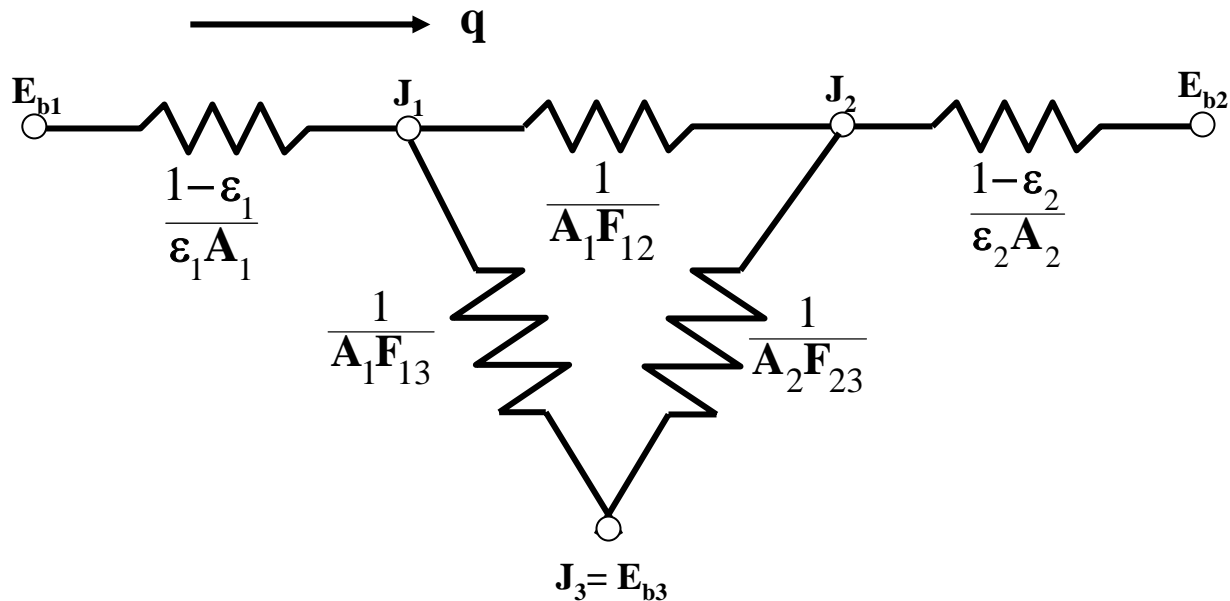 q
E_b1
J_1
J_2
E_b2
1−ε_1
ε_1A_1
1
A_1F_12
1−ε_2
ε_2A_2
1
A_1F_13
1
A_2F_23
J_3= E_b3